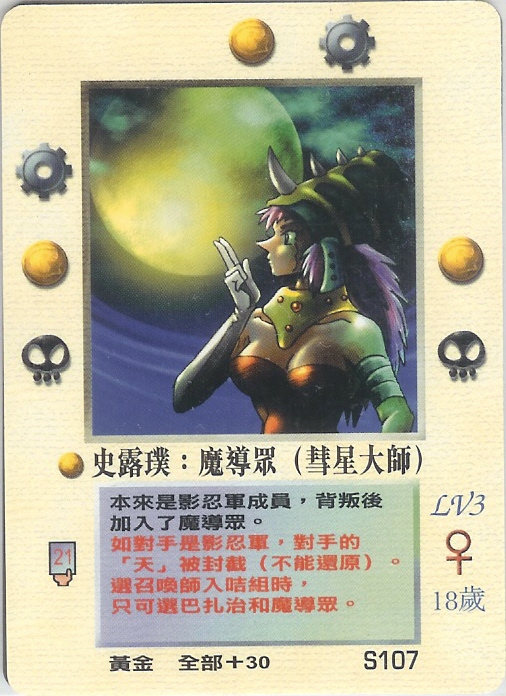 史露璞：魔導眾（彗星大師）
本來是影忍軍成員，背叛後
加入了魔導眾。
如對手是影忍軍，對手的
「天」被封截（不能還原）。
選召喚師入咭組時，
只可選巴扎治和魔導眾。
LV3
♀
18歲
21
黃金 全部＋30
S107